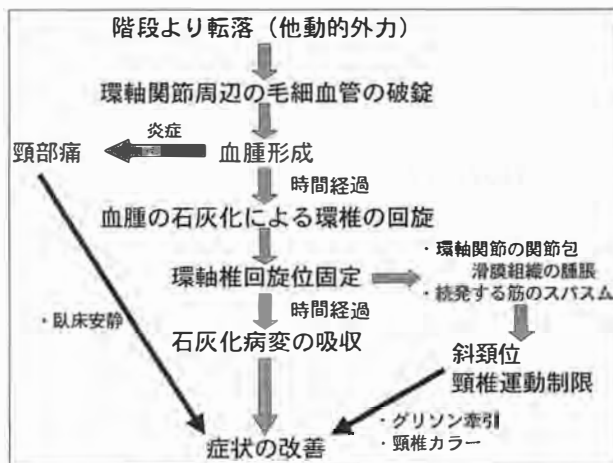 階段より転落（他動的外力）
環軸関節周辺の毛細血管の破綻
炎症
頸部痛
血腫形成
時間経過
血腫の石灰化による環椎の回旋
・環軸関節の関節包
滑膜組織の腫脹
・続発する筋のスパスム
環軸椎回旋位固定
時間経過
・臥床安静
石灰化病変の吸収
斜頚位
頸椎運動制限
・グリソン牽引
・頸椎カラー
症状の改善